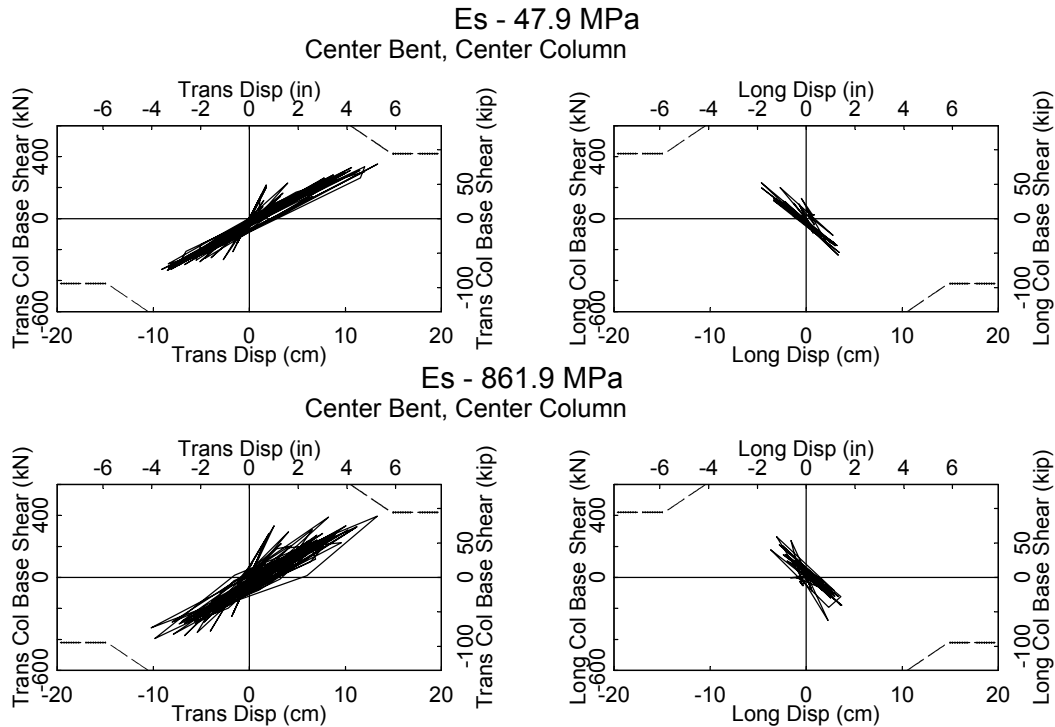 Es - 47.9 MPa
Center Bent, Center Column
Trans Disp (in)
-6 -4 -2 0 2 4 6
Trans Col Base Shear (kN)
400
0
-600
50
0
-100
Trans Col Base Shear (kip)
-20 -10 0 10 20
Trans Disp (cm)
Long Disp (in)
-6 -4 -2 0 2 4 6
Long Col Base Shear (kN)
400
0
-600
50
0
-100
Long Col Base Shear (kip)
-20 -10 0 10 20
Long Disp (cm)
Es - 861.9 MPa
Center Bent, Center Column
Trans Disp (in)
-6 -4 -2 0 2 4 6
Trans Col Base Shear (kN)
400
0
-600
50
0
-100
Trans Col Base Shear (kip)
-20 -10 0 10 20
Trans Disp (cm)
Long Disp (in)
-6 -4 -2 0 2 4 6
Long Col Base Shear (kN)
400
0
-600
50
0
-100
Long Col Base Shear (kip)
-20 -10 0 10 20
Long Disp (cm)